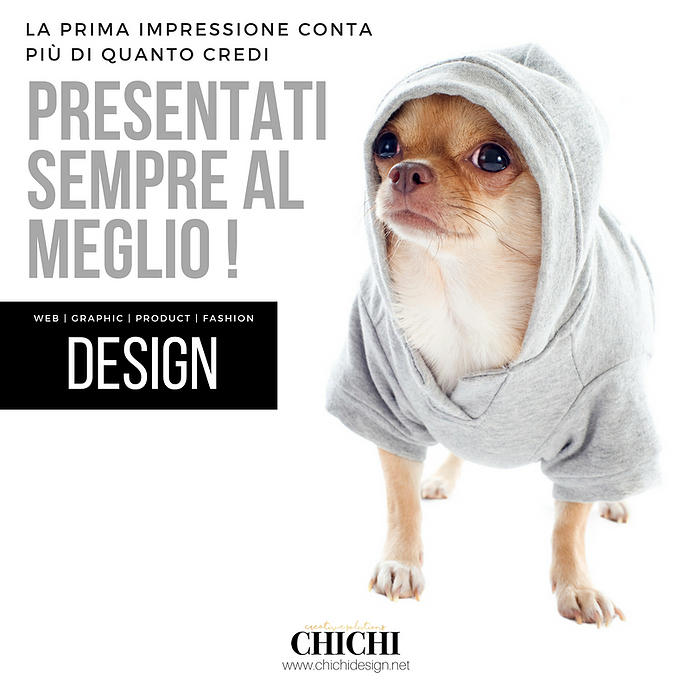 LA PRIMA IMPRESSIONE CONTA
PIÙ DI QUANTO CREDI
PRESENTATI
SEMPRE AL
MEGLIO !
WEB | GRAPHIC | PRODUCT | FASHION
DESIGN
creative solutions
CHICHI
www.chichidesign.net